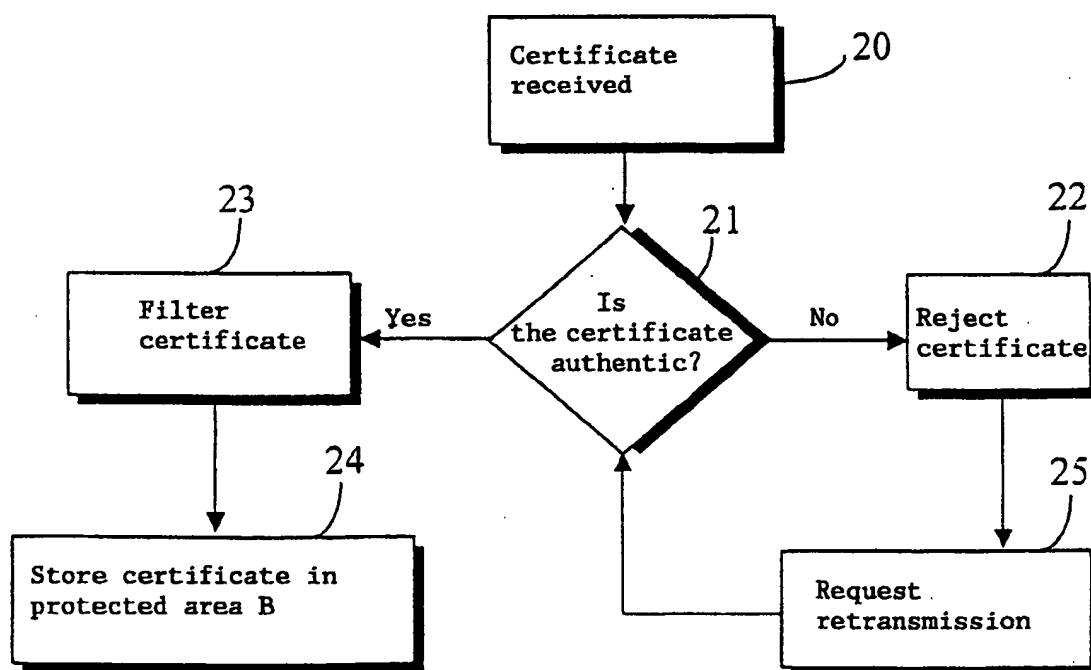 Certificate
received
20
23
21
22
Filter
certificate
Yes
Is
the certificate
authentic?
No
Reject
certificate
24
25
Store certificate in
protected area B
Request
retransmission